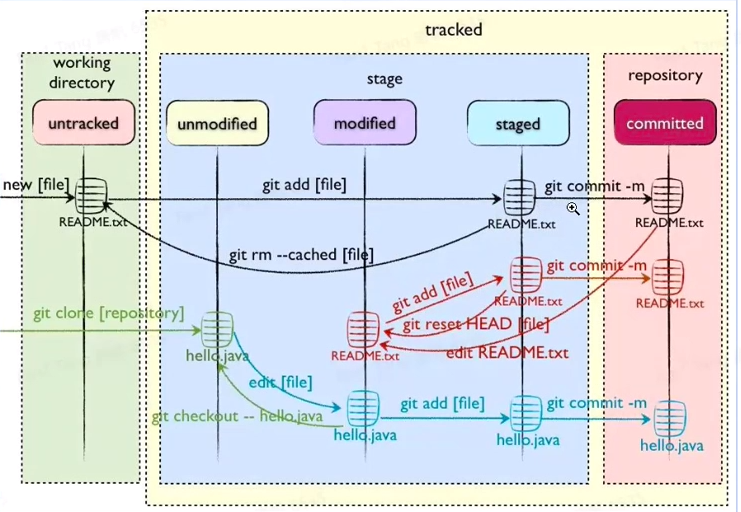 tracked
working
directory
stage
repository
untracked
unmodified
modified
staged
committed
new [file]
git add [file]
git commit -m
README.txt
README.txt
README.txt
git rm --cached [file]
git add [file]
git commit -m
README.txt
README.txt
git clone [repository]
git reset HEAD [file]
hello.java
README.txt
edit README.txt
edit [file]
git checkout -- hello.java
git add [file]
git commit -m
hello.java
hello.java
hello.java